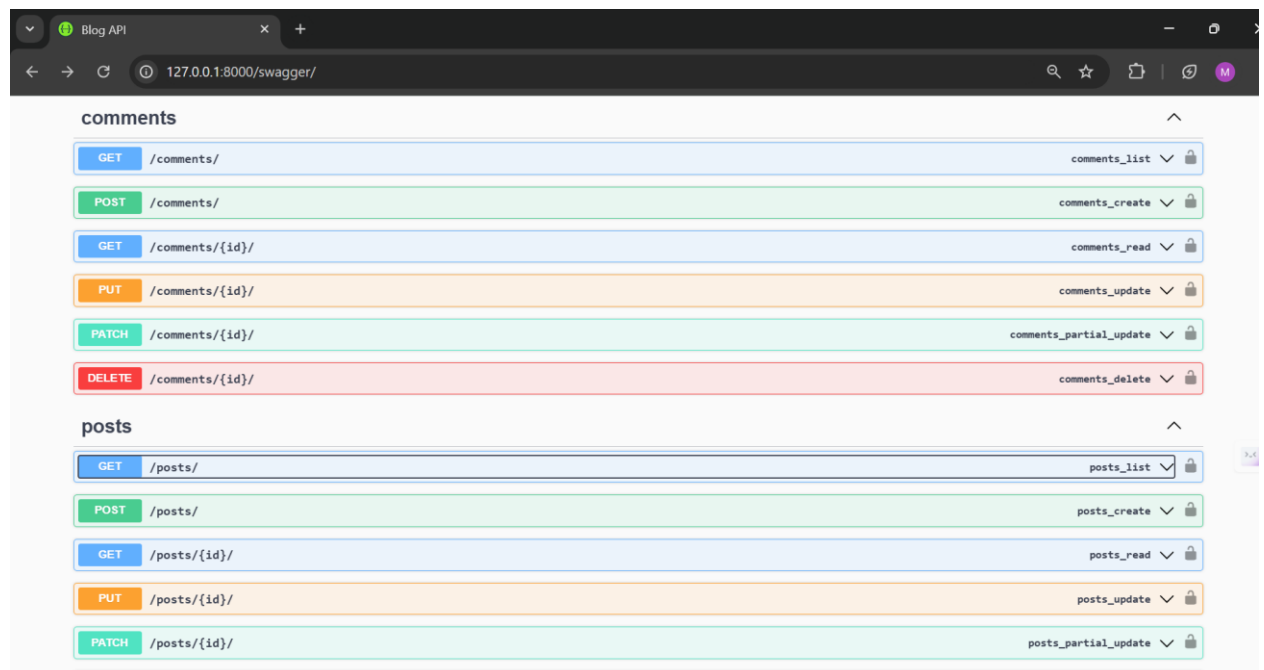 Blog API
127.0.0.1:8000/swagger/
M
comments
GET /comments/ comments_list
POST /comments/ comments_create
GET /comments/{id}/ comments_read
PUT /comments/{id}/ comments_update
PATCH /comments/{id}/ comments_partial_update
DELETE /comments/{id}/ comments_delete
posts
GET /posts/ posts_list
POST /posts/ posts_create
GET /posts/{id}/ posts_read
PUT /posts/{id}/ posts_update
PATCH /posts/{id}/ posts_partial_update